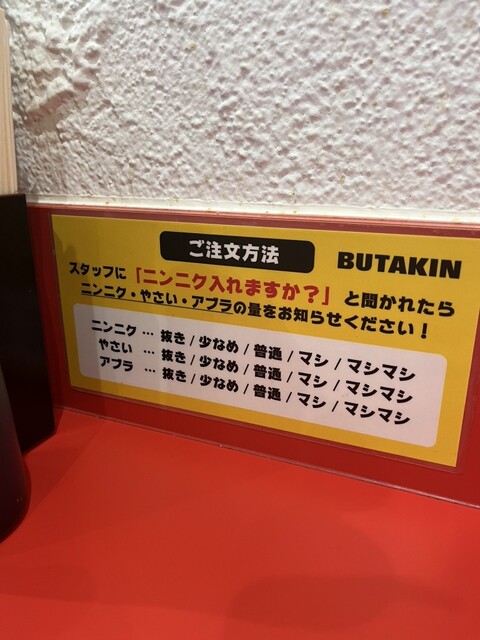 ご注文方法
BUTAKIN
スタッフに「ニンニク入れますか?」と聞かれたら
ニンニク・やさい・アブラの量をお知らせください!
ニンニク … 抜き / 少なめ / 普通 / マシ / マシマシ
やさい … 抜き / 少なめ / 普通 / マシ / マシマシ
アブラ … 抜き / 少なめ / 普通 / マシ / マシマシ